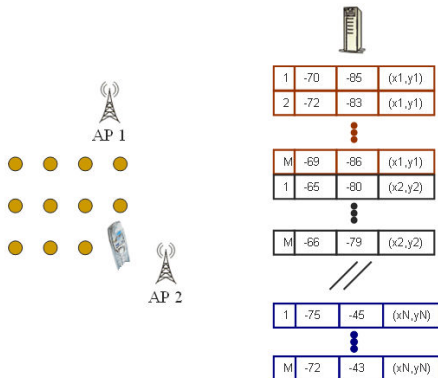 AP 1
AP 2
1 -70 -85 (x1,y1)
2 -72 -83 (x1,y1)
M -69 -86 (x1,y1)
1 -65 -80 (x2,y2)
M -66 -79 (x2,y2)
1 -75 -45 (xN,yN)
M -72 -43 (xN,yN)